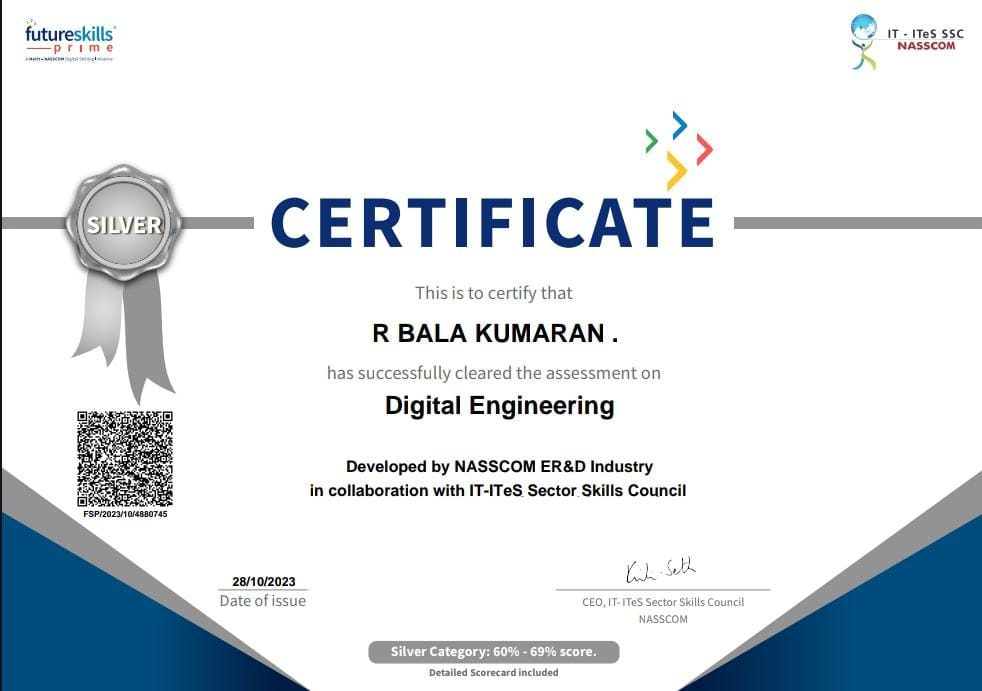 futureskills
prime
A MeitY - NASSCOM Digital Skilling Initiative
IT - ITeS SSC
NASSCOM
SILVER
CERTIFICATE
This is to certify that
R BALA KUMARAN .
has successfully cleared the assessment on
Digital Engineering
Developed by NASSCOM ER&D Industry
in collaboration with IT-ITeS Sector Skills Council
FSP/2023/10/4880745
28/10/2023
Date of issue
CEO, IT- ITeS Sector Skills Council
NASSCOM
Silver Category: 60% - 69% score.
Detailed Scorecard included